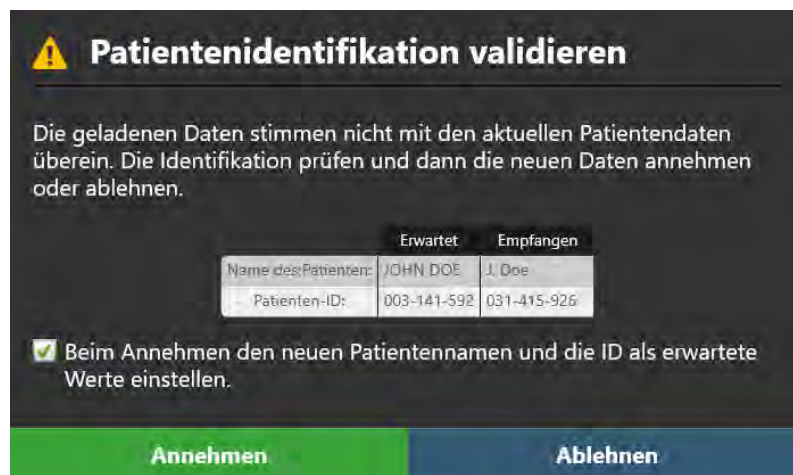 Patientenidentifikation validieren
Die geladenen Daten stimmen nicht mit den aktuellen Patientendaten
überein. Die Identifikation prüfen und dann die neuen Daten annehmen
oder ablehnen.
Erwartet Empfangen
Name des Patienten: JOHN DOE J. Doe
Patienten-ID: 003-141-592 031-415-926
Beim Annehmen den neuen Patientennamen und die ID als erwartete
Werte einstellen.
Annehmen Ablehnen